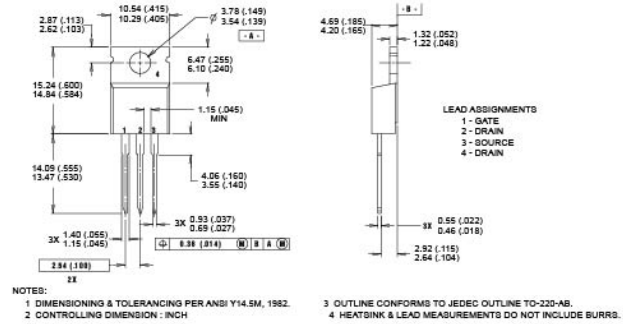 10.54 (.415)
10.29 (.405)
3.78 (.149)
3.54 (.139)
- A -
2.87 (.113)
2.62 (.103)
4
6.47 (.255)
6.10 (.240)
15.24 (.600)
14.84 (.584)
1.15 (.045)
MIN
1 2 3
14.09 (.555)
13.47 (.530)
4.06 (.160)
3.55 (.140)
3X 0.93 (.037)
0.69 (.027)
3X 1.40 (.055)
1.15 (.045)
0.36 (.014) M B A M
2.54 (.100)
2X
- B -
4.69 (.185)
4.20 (.165)
1.32 (.052)
1.22 (.048)
LEAD ASSIGNMENTS
1 - GATE
2 - DRAIN
3 - SOURCE
4 - DRAIN
3X 0.55 (.022)
0.46 (.018)
2.92 (.115)
2.64 (.104)
NOTES:
1 DIMENSIONING & TOLERANCING PER ANSI Y14.5M, 1982.
2 CONTROLLING DIMENSION : INCH
3 OUTLINE CONFORMS TO JEDEC OUTLINE TO-220-AB.
4 HEATSINK & LEAD MEASUREMENTS DO NOT INCLUDE BURRS.